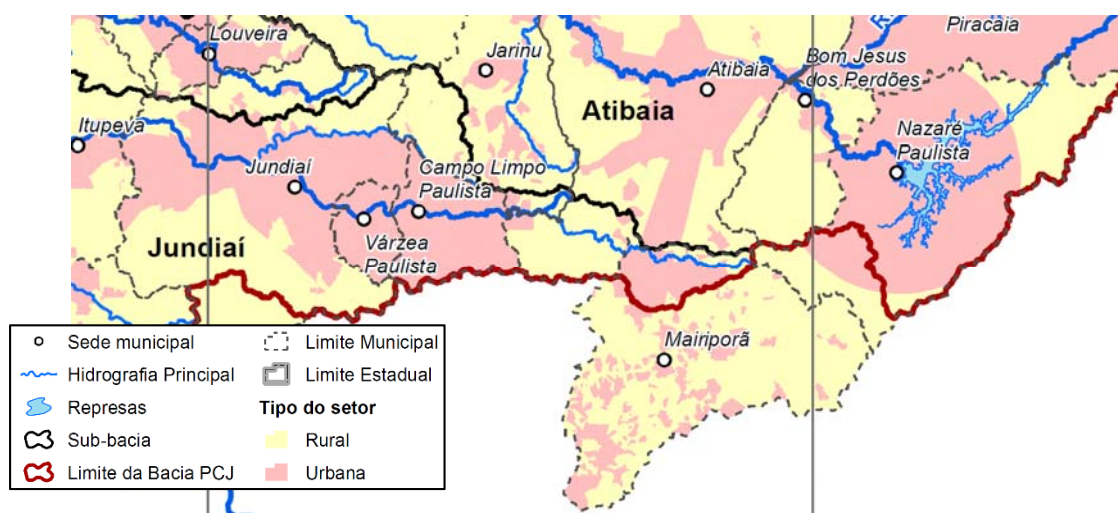 Louveira
Jarinu
Piracaia
Bom Jesus
dos Perdões
Atibaia
Atibaia
Itupeva
Nazaré
Paulista
Jundiaí
Campo Limpo
Paulista
Jundiaí
Várzea
Paulista
Mairiporã
Sede municipal
Limite Municipal
Hidrografia Principal
Limite Estadual
Represas
Tipo do setor
Sub-bacia
Rural
Limite da Bacia PCJ
Urbana